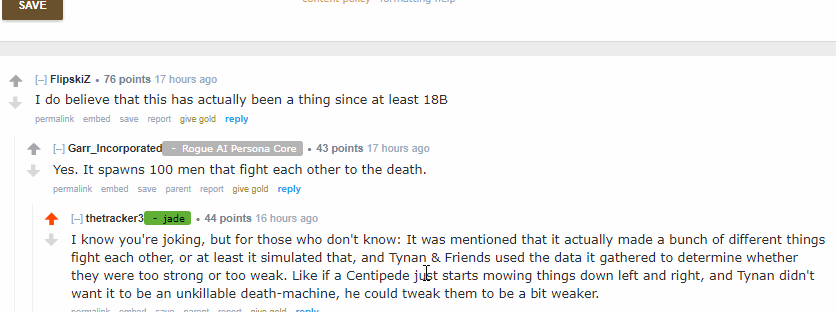 content policy formatting help
SAVE
[–] FlipskiZ • 76 points 17 hours ago
I do believe that this has actually been a thing since at least 18B
permalink embed save report give gold reply
[–] Garr_Incorporated - Rogue AI Persona Core • 43 points 17 hours ago
Yes. It spawns 100 men that fight each other to the death.
permalink embed save parent report give gold reply
[–] thetracker3 - jade • 44 points 16 hours ago
I know you're joking, but for those who don't know: It was mentioned that it actually made a bunch of different things
fight each other, or at least it simulated that, and Tynan & Friends used the data it gathered to determine whether
they were too strong or too weak. Like if a Centipede just starts mowing things down left and right, and Tynan didn't
want it to be an unkillable death-machine, he could tweak them to be a bit weaker.
permalink embed save parent report give gold reply